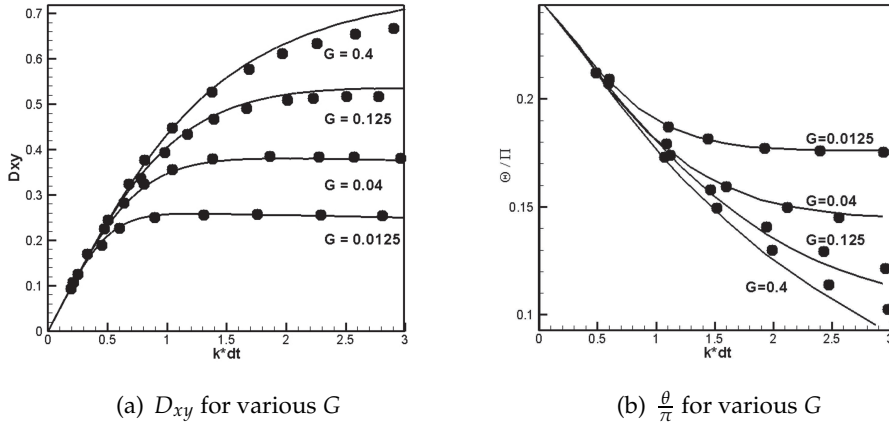 0.7
0.6
0.5
0.4
0.3
0.2
0.1
0
Dxy
G = 0.4
G = 0.125
G = 0.04
G = 0.0125
0 0.5 1 1.5 2 2.5 3
k*dt
(a) Dxy for various G
0.2
0.15
0.1
Θ/Π
G=0.0125
G=0.04
G=0.125
G=0.4
0 0.5 1 1.5 2 2.5 3
k*dt
(b) θ/π for various G